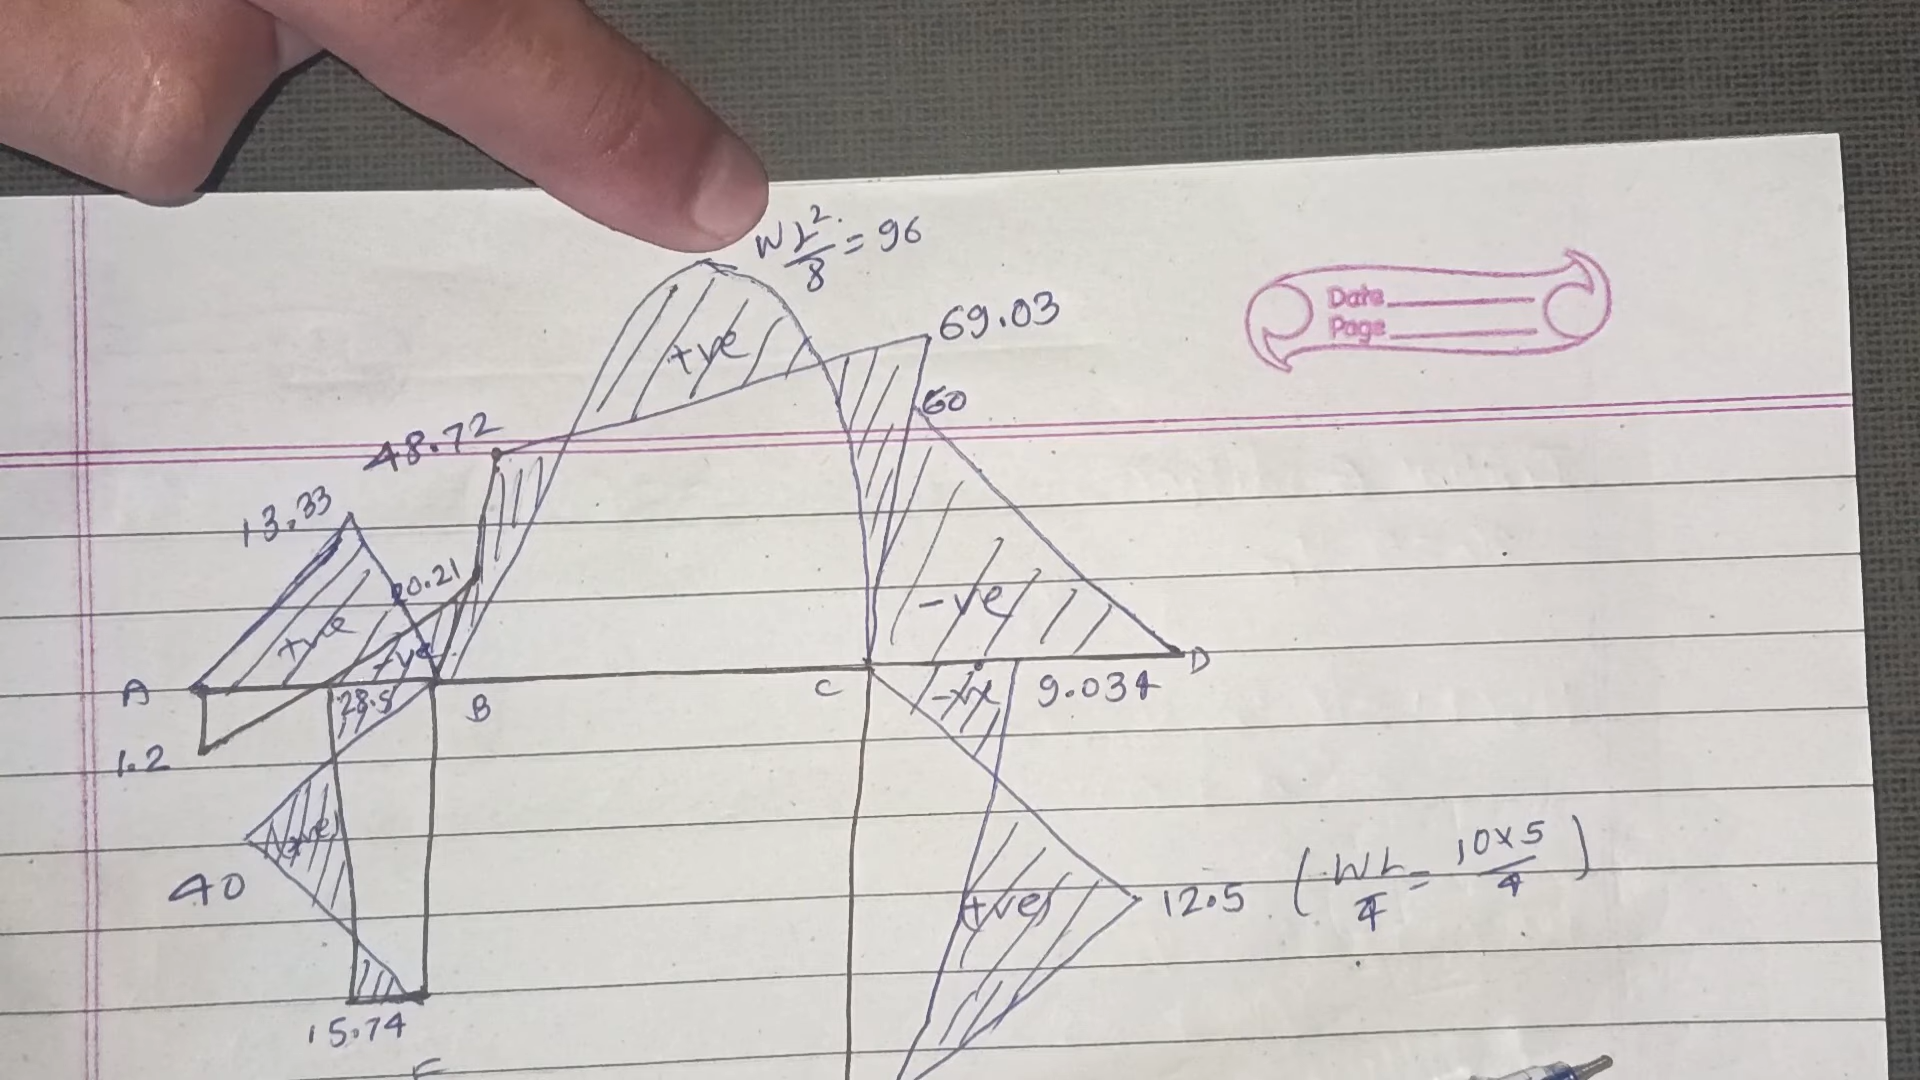 WL²/8 = 96
Date
Page
69.03
60
48.72
13.33
20.21
+ve
+ve
-ve
-ve
A
28.5
B
C
-ve
9.034
D
1.2
+ve
40
+ve
12.5 (WL/4 = 10×5/4)
15.74